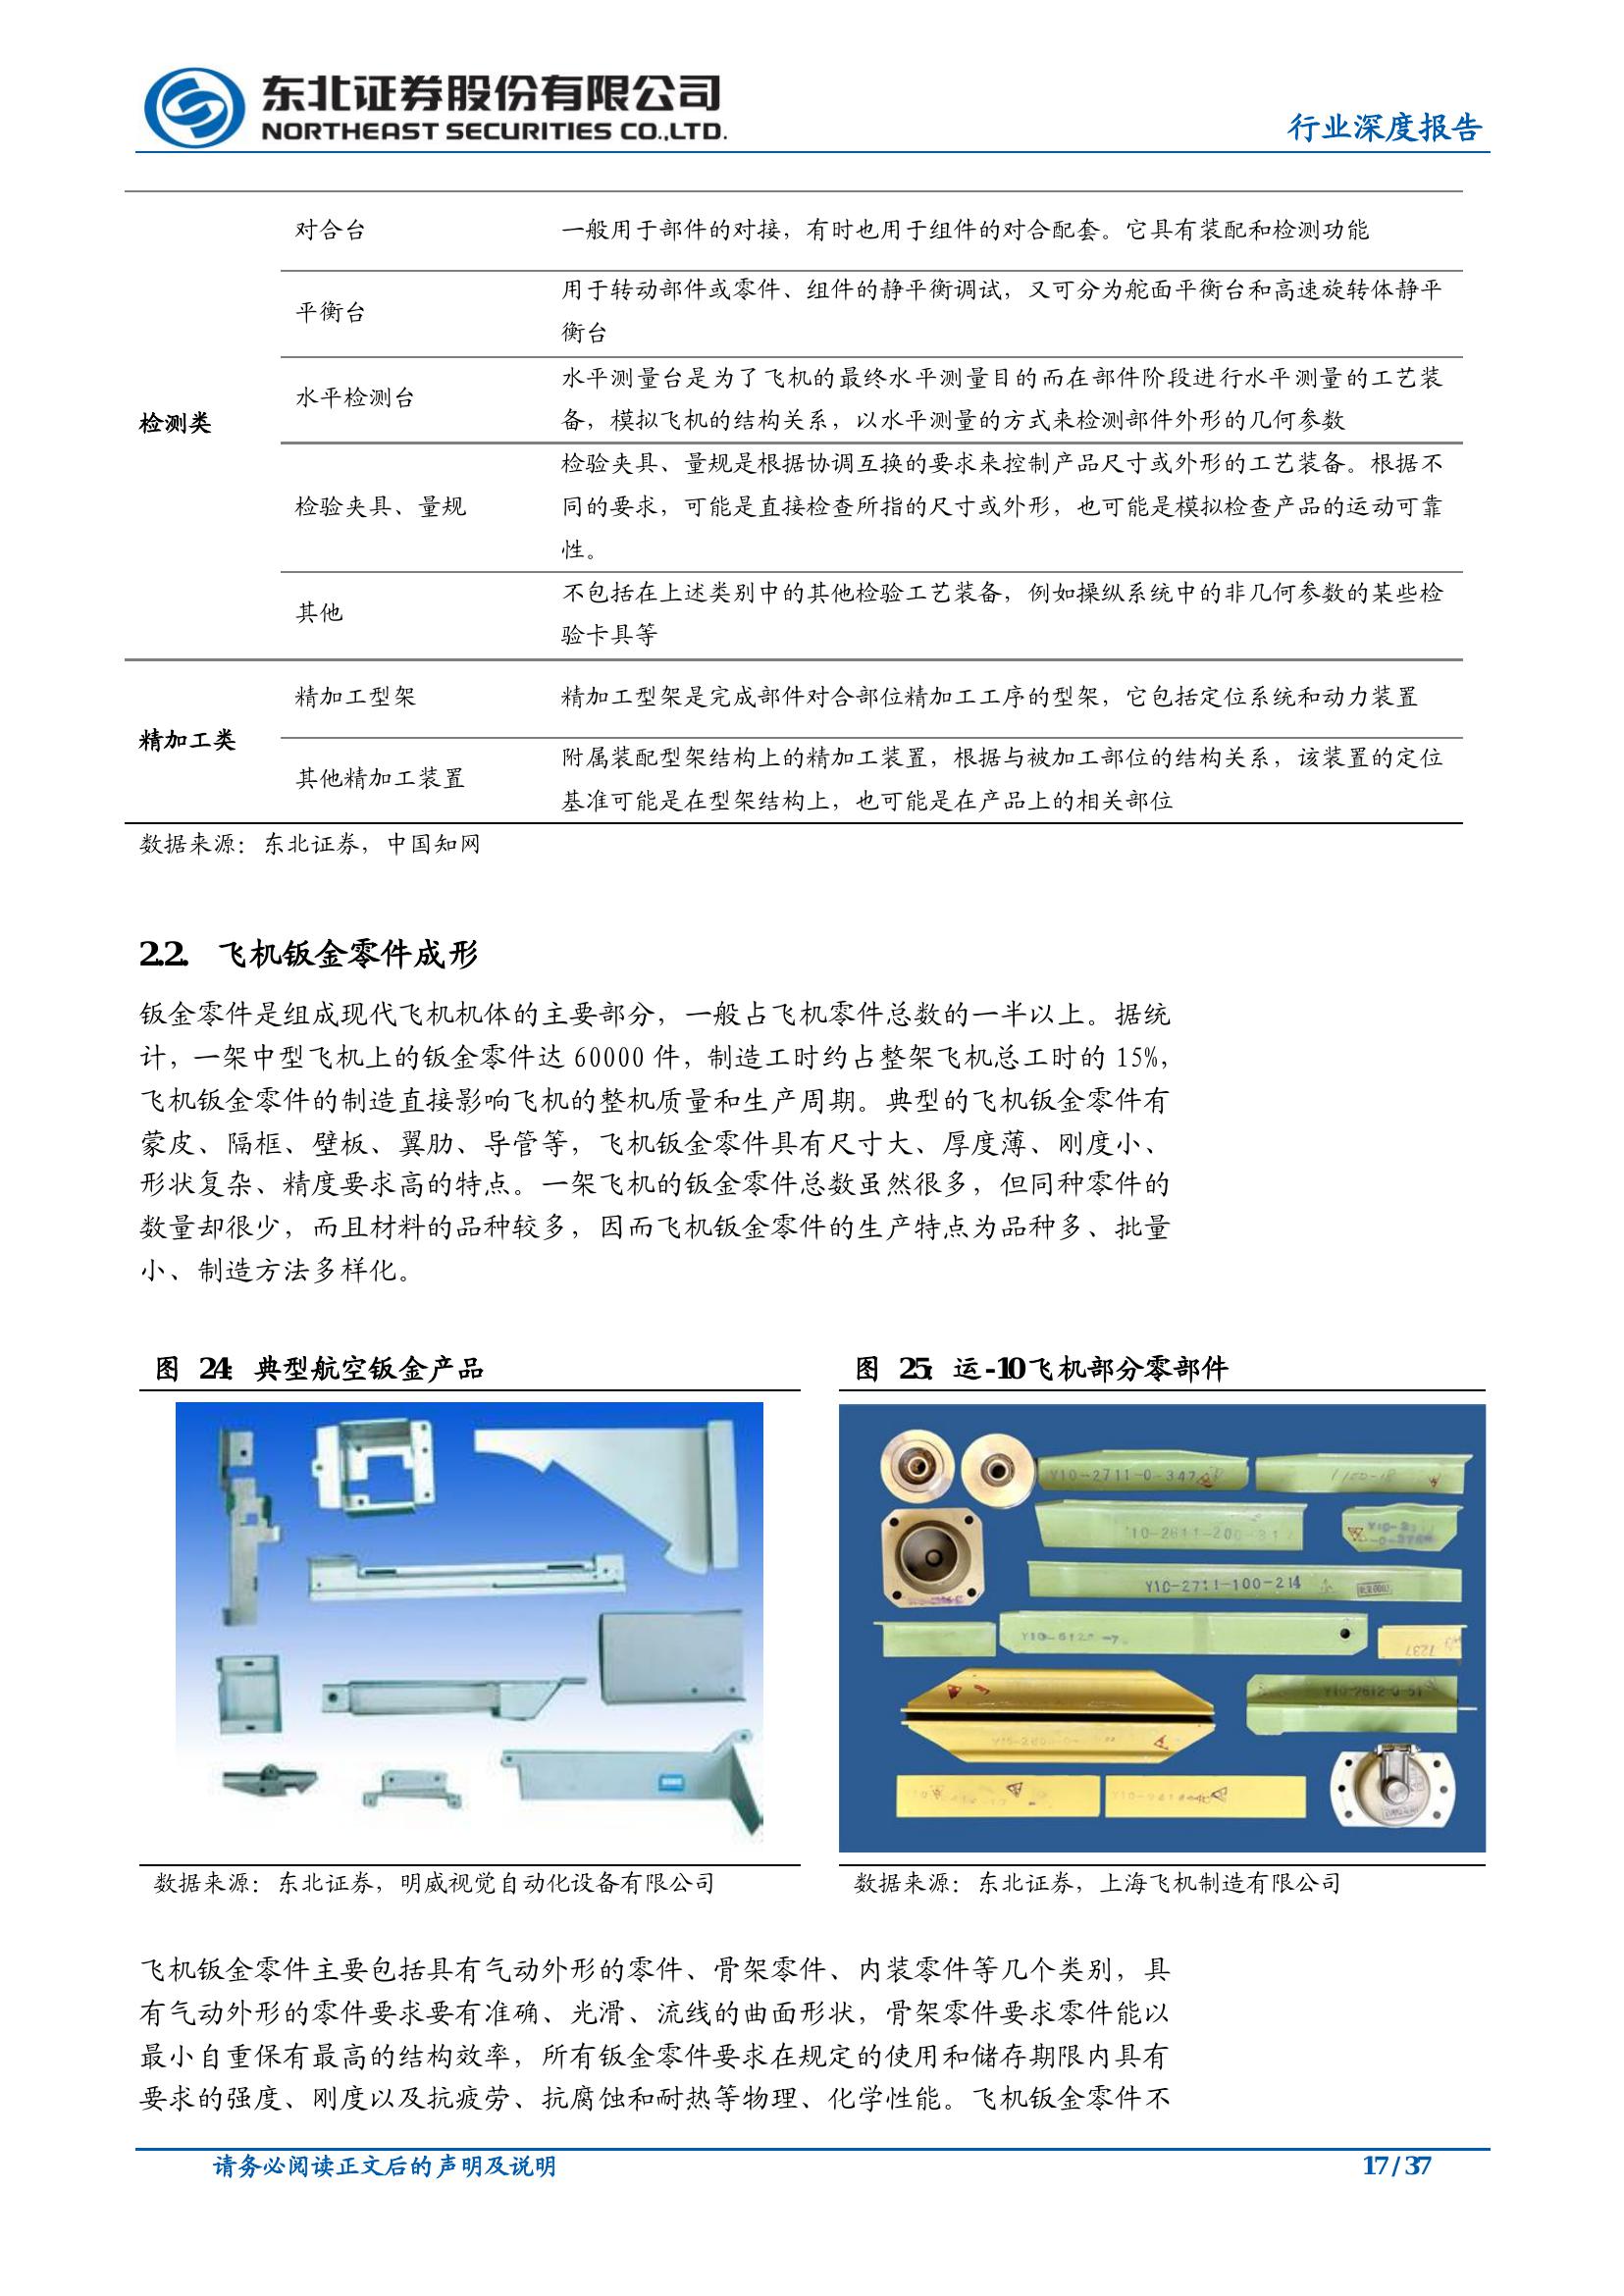 东北证券股份有限公司
NORTHEAST SECURITIES CO.,LTD.
行业深度报告
检测类
对合台
一般用于部件的对接，有时也用于组件的对合配套。它具有装配和检测功能
平衡台
用于转动部件或零件、组件的静平衡调试，又可分为舵面平衡台和高速旋转体静平
衡台
水平检测台
水平测量台是为了飞机的最终水平测量目的而在部件阶段进行水平测量的工艺装
备，模拟飞机的结构关系，以水平测量的方式来检测部件外形的几何参数
检验夹具、量规
检验夹具、量规是根据协调互换的要求来控制产品尺寸或外形的工艺装备。根据不
同的要求，可能是直接检查所指的尺寸或外形，也可能是模拟检查产品的运动可靠
性。
其他
不包括在上述类别中的其他检验工艺装备，例如操纵系统中的非几何参数的某些检
验卡具等
精加工类
精加工型架
精加工型架是完成部件对合部位精加工工序的型架，它包括定位系统和动力装置
其他精加工装置
附属装配型架结构上的精加工装置，根据与被加工部位的结构关系，该装置的定位
基准可能是在型架结构上，也可能是在产品上的相关部位
数据来源：东北证券，中国知网
2.2. 飞机钣金零件成形
钣金零件是组成现代飞机机体的主要部分，一般占飞机零件总数的一半以上。据统
计，一架中型飞机上的钣金零件达 60000 件，制造工时约占整架飞机总工时的 15%，
飞机钣金零件的制造直接影响飞机的整机质量和生产周期。典型的飞机钣金零件有
蒙皮、隔框、壁板、翼肋、导管等，飞机钣金零件具有尺寸大、厚度薄、刚度小、
形状复杂、精度要求高的特点。一架飞机的钣金零件总数虽然很多，但同种零件的
数量却很少，而且材料的品种较多，因而飞机钣金零件的生产特点为品种多、批量
小、制造方法多样化。
图 24：典型航空钣金产品
图 25：运-10飞机部分零部件
Y10-2711-0-347
Y1C-2711-100-214
7237
Y10-2612-0-51
数据来源：东北证券，明威视觉自动化设备有限公司
数据来源：东北证券，上海飞机制造有限公司
飞机钣金零件主要包括具有气动外形的零件、骨架零件、内装零件等几个类别，具
有气动外形的零件要求要有准确、光滑、流线的曲面形状，骨架零件要求零件能以
最小自重保有最高的结构效率，所有钣金零件要求在规定的使用和储存期限内具有
要求的强度、刚度以及抗疲劳、抗腐蚀和耐热等物理、化学性能。飞机钣金零件不
请务必阅读正文后的声明及说明
17 / 37